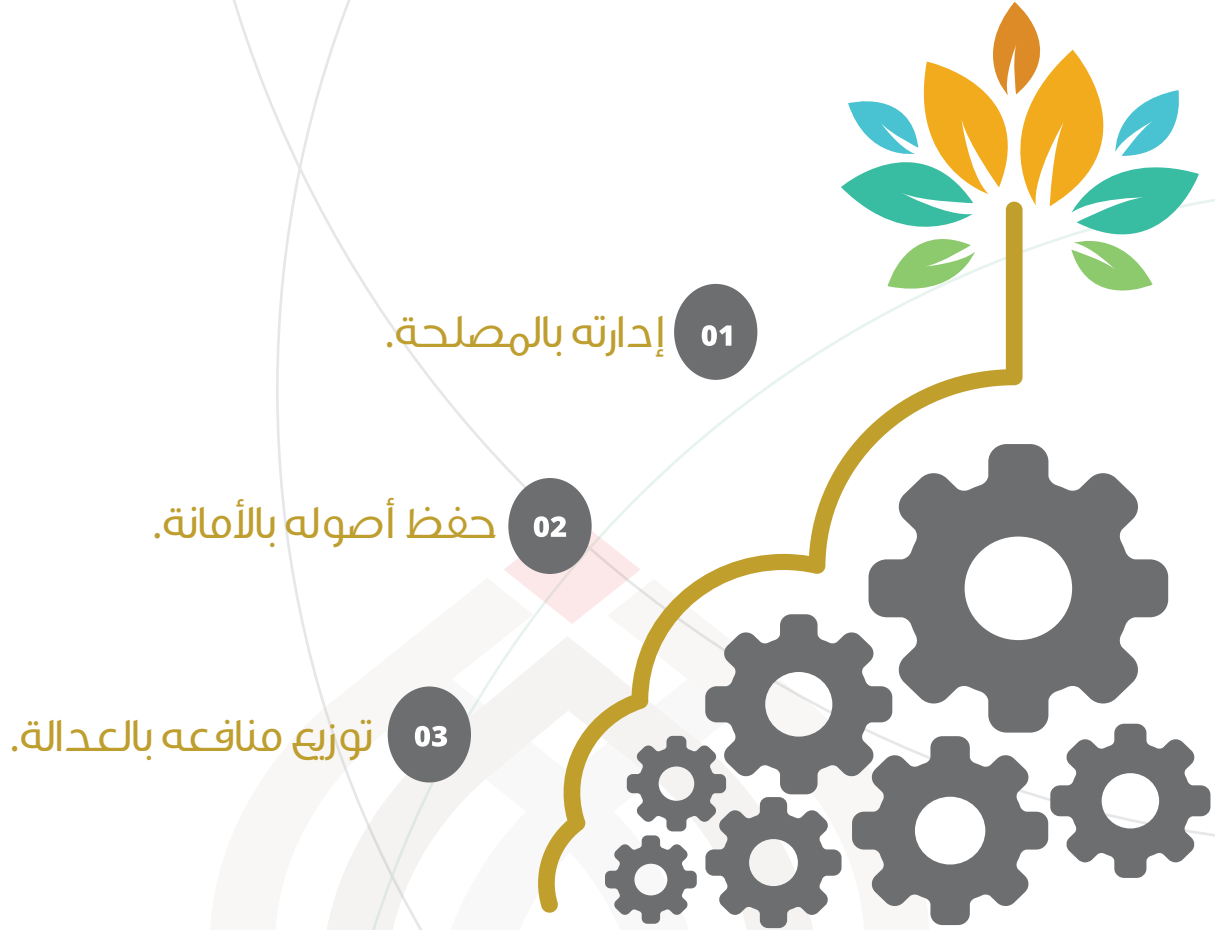 01 إدارته بالمصلحة.
02 حفظ أصوله بالأمانة.
03 توزيع منافعه بالعدالة.